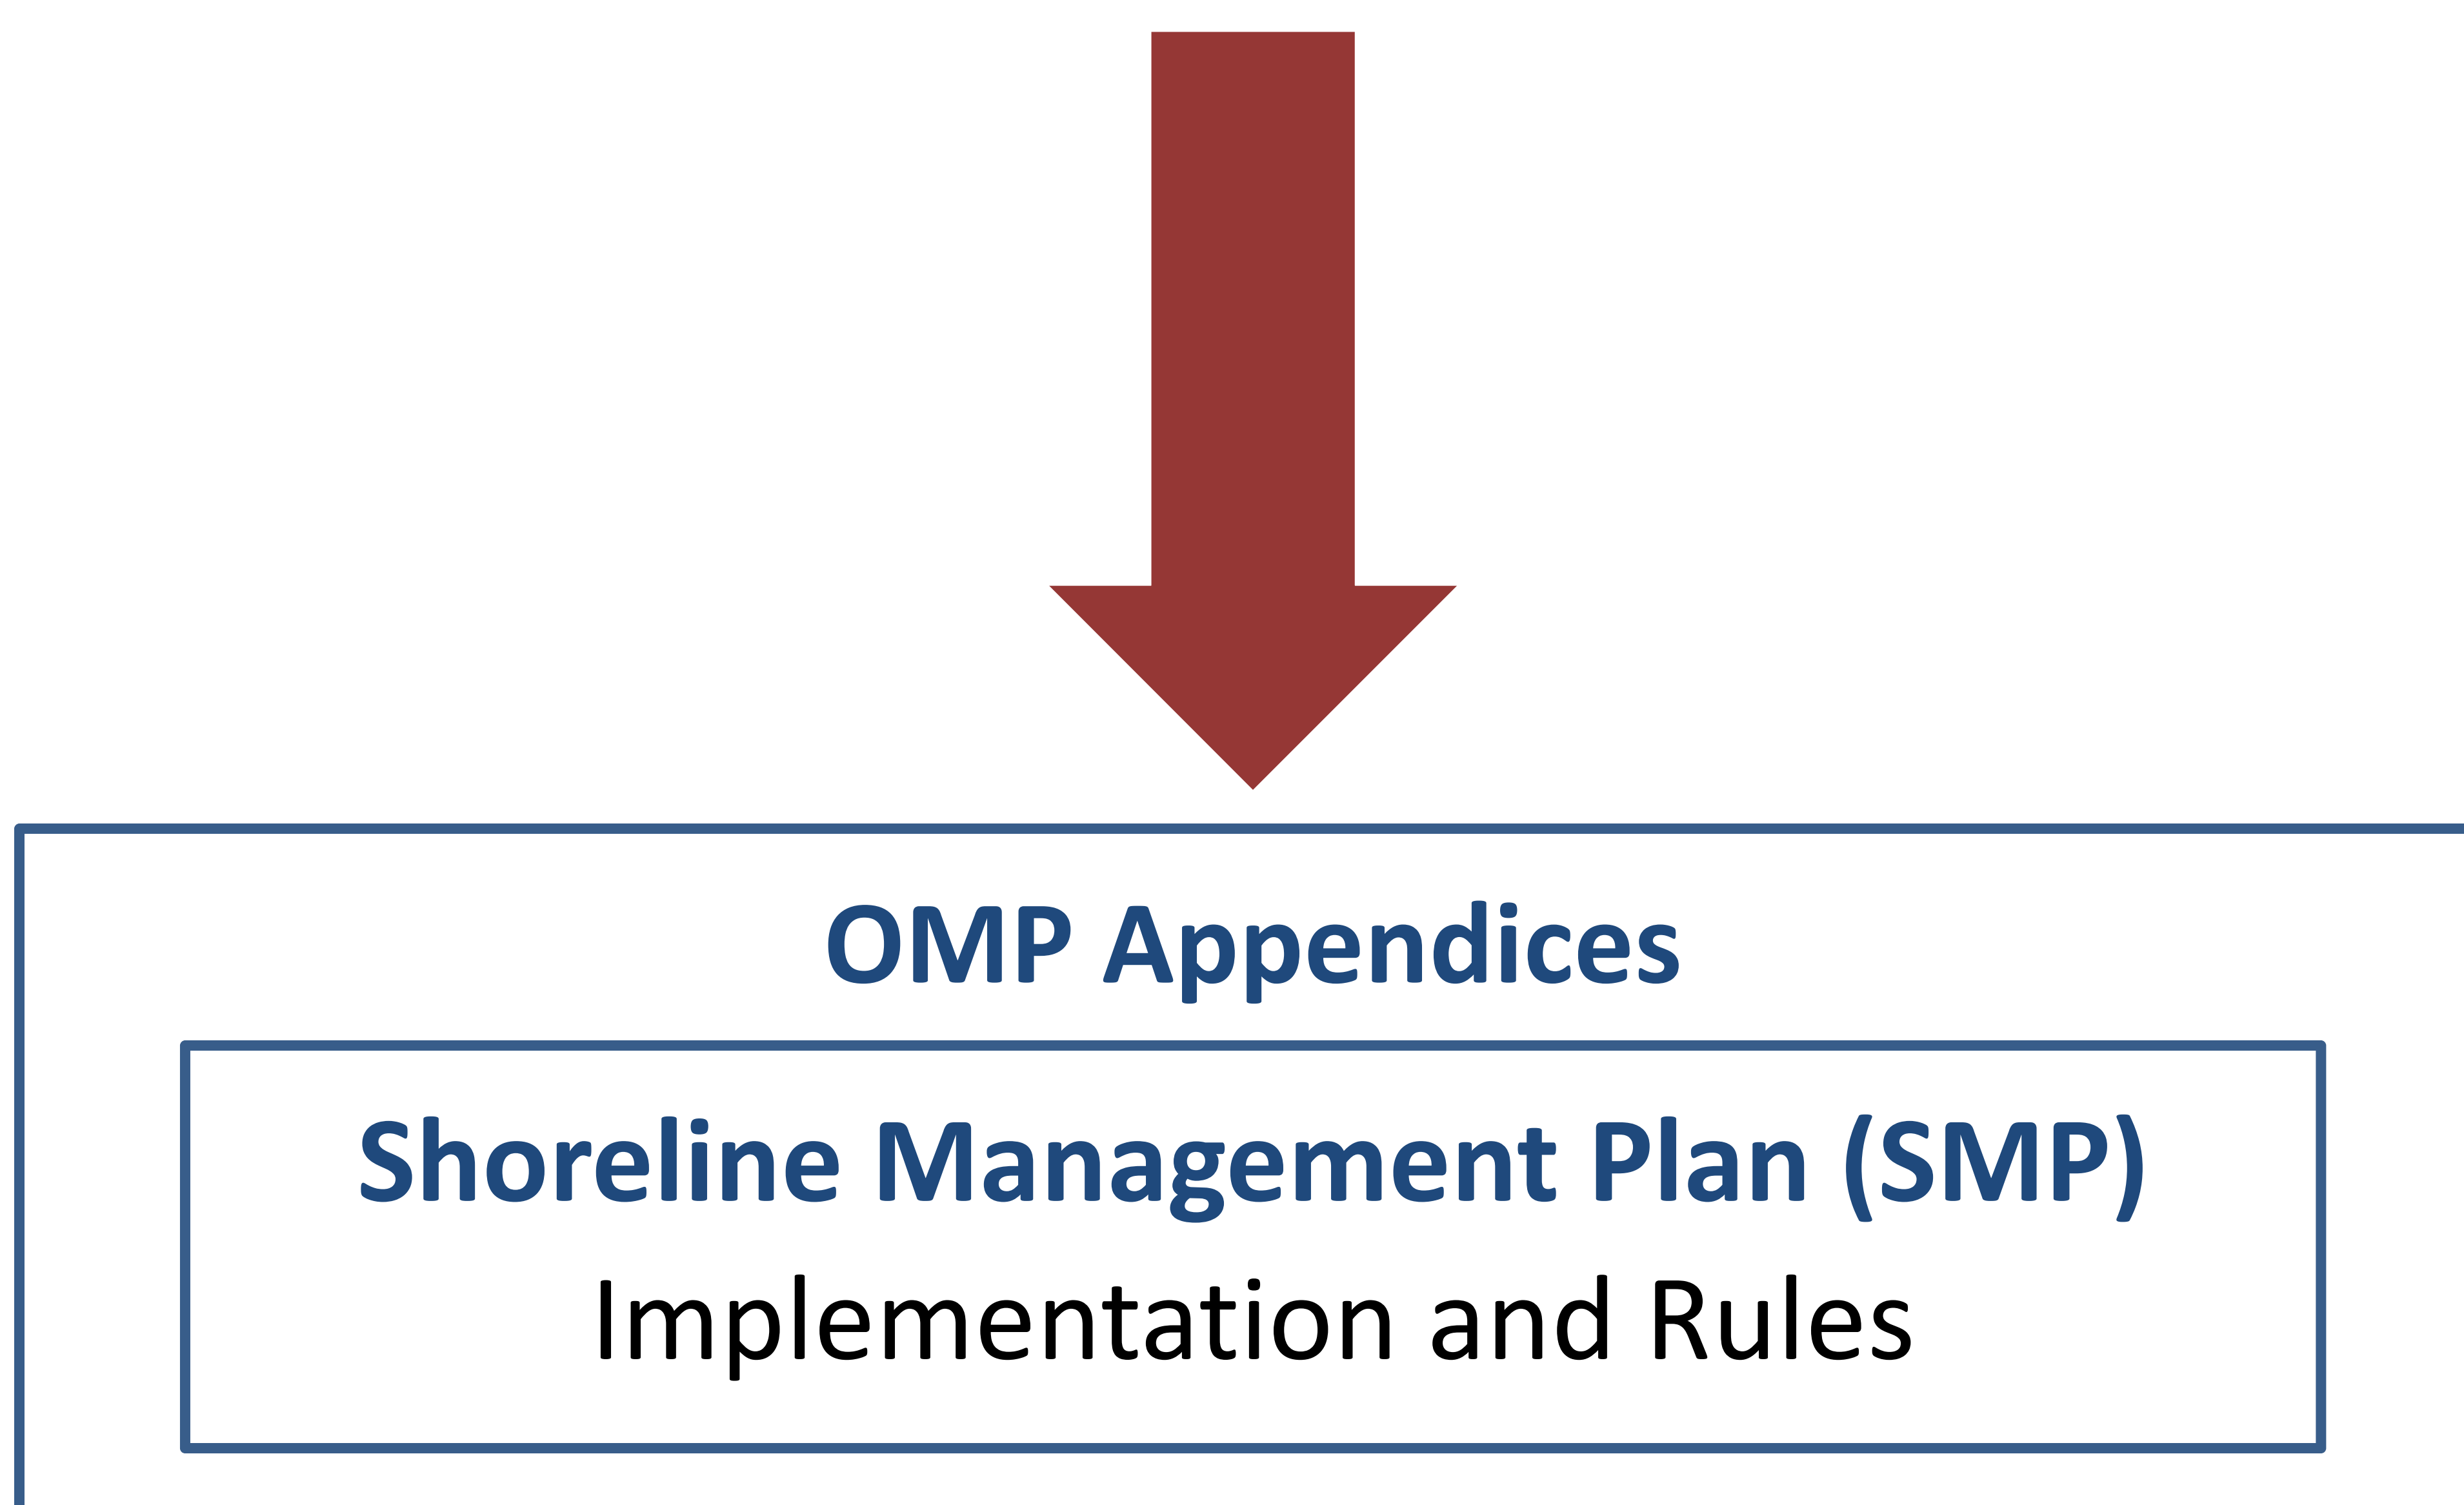 OMP Appendices
Shoreline Management Plan (SMP)
Implementation and Rules